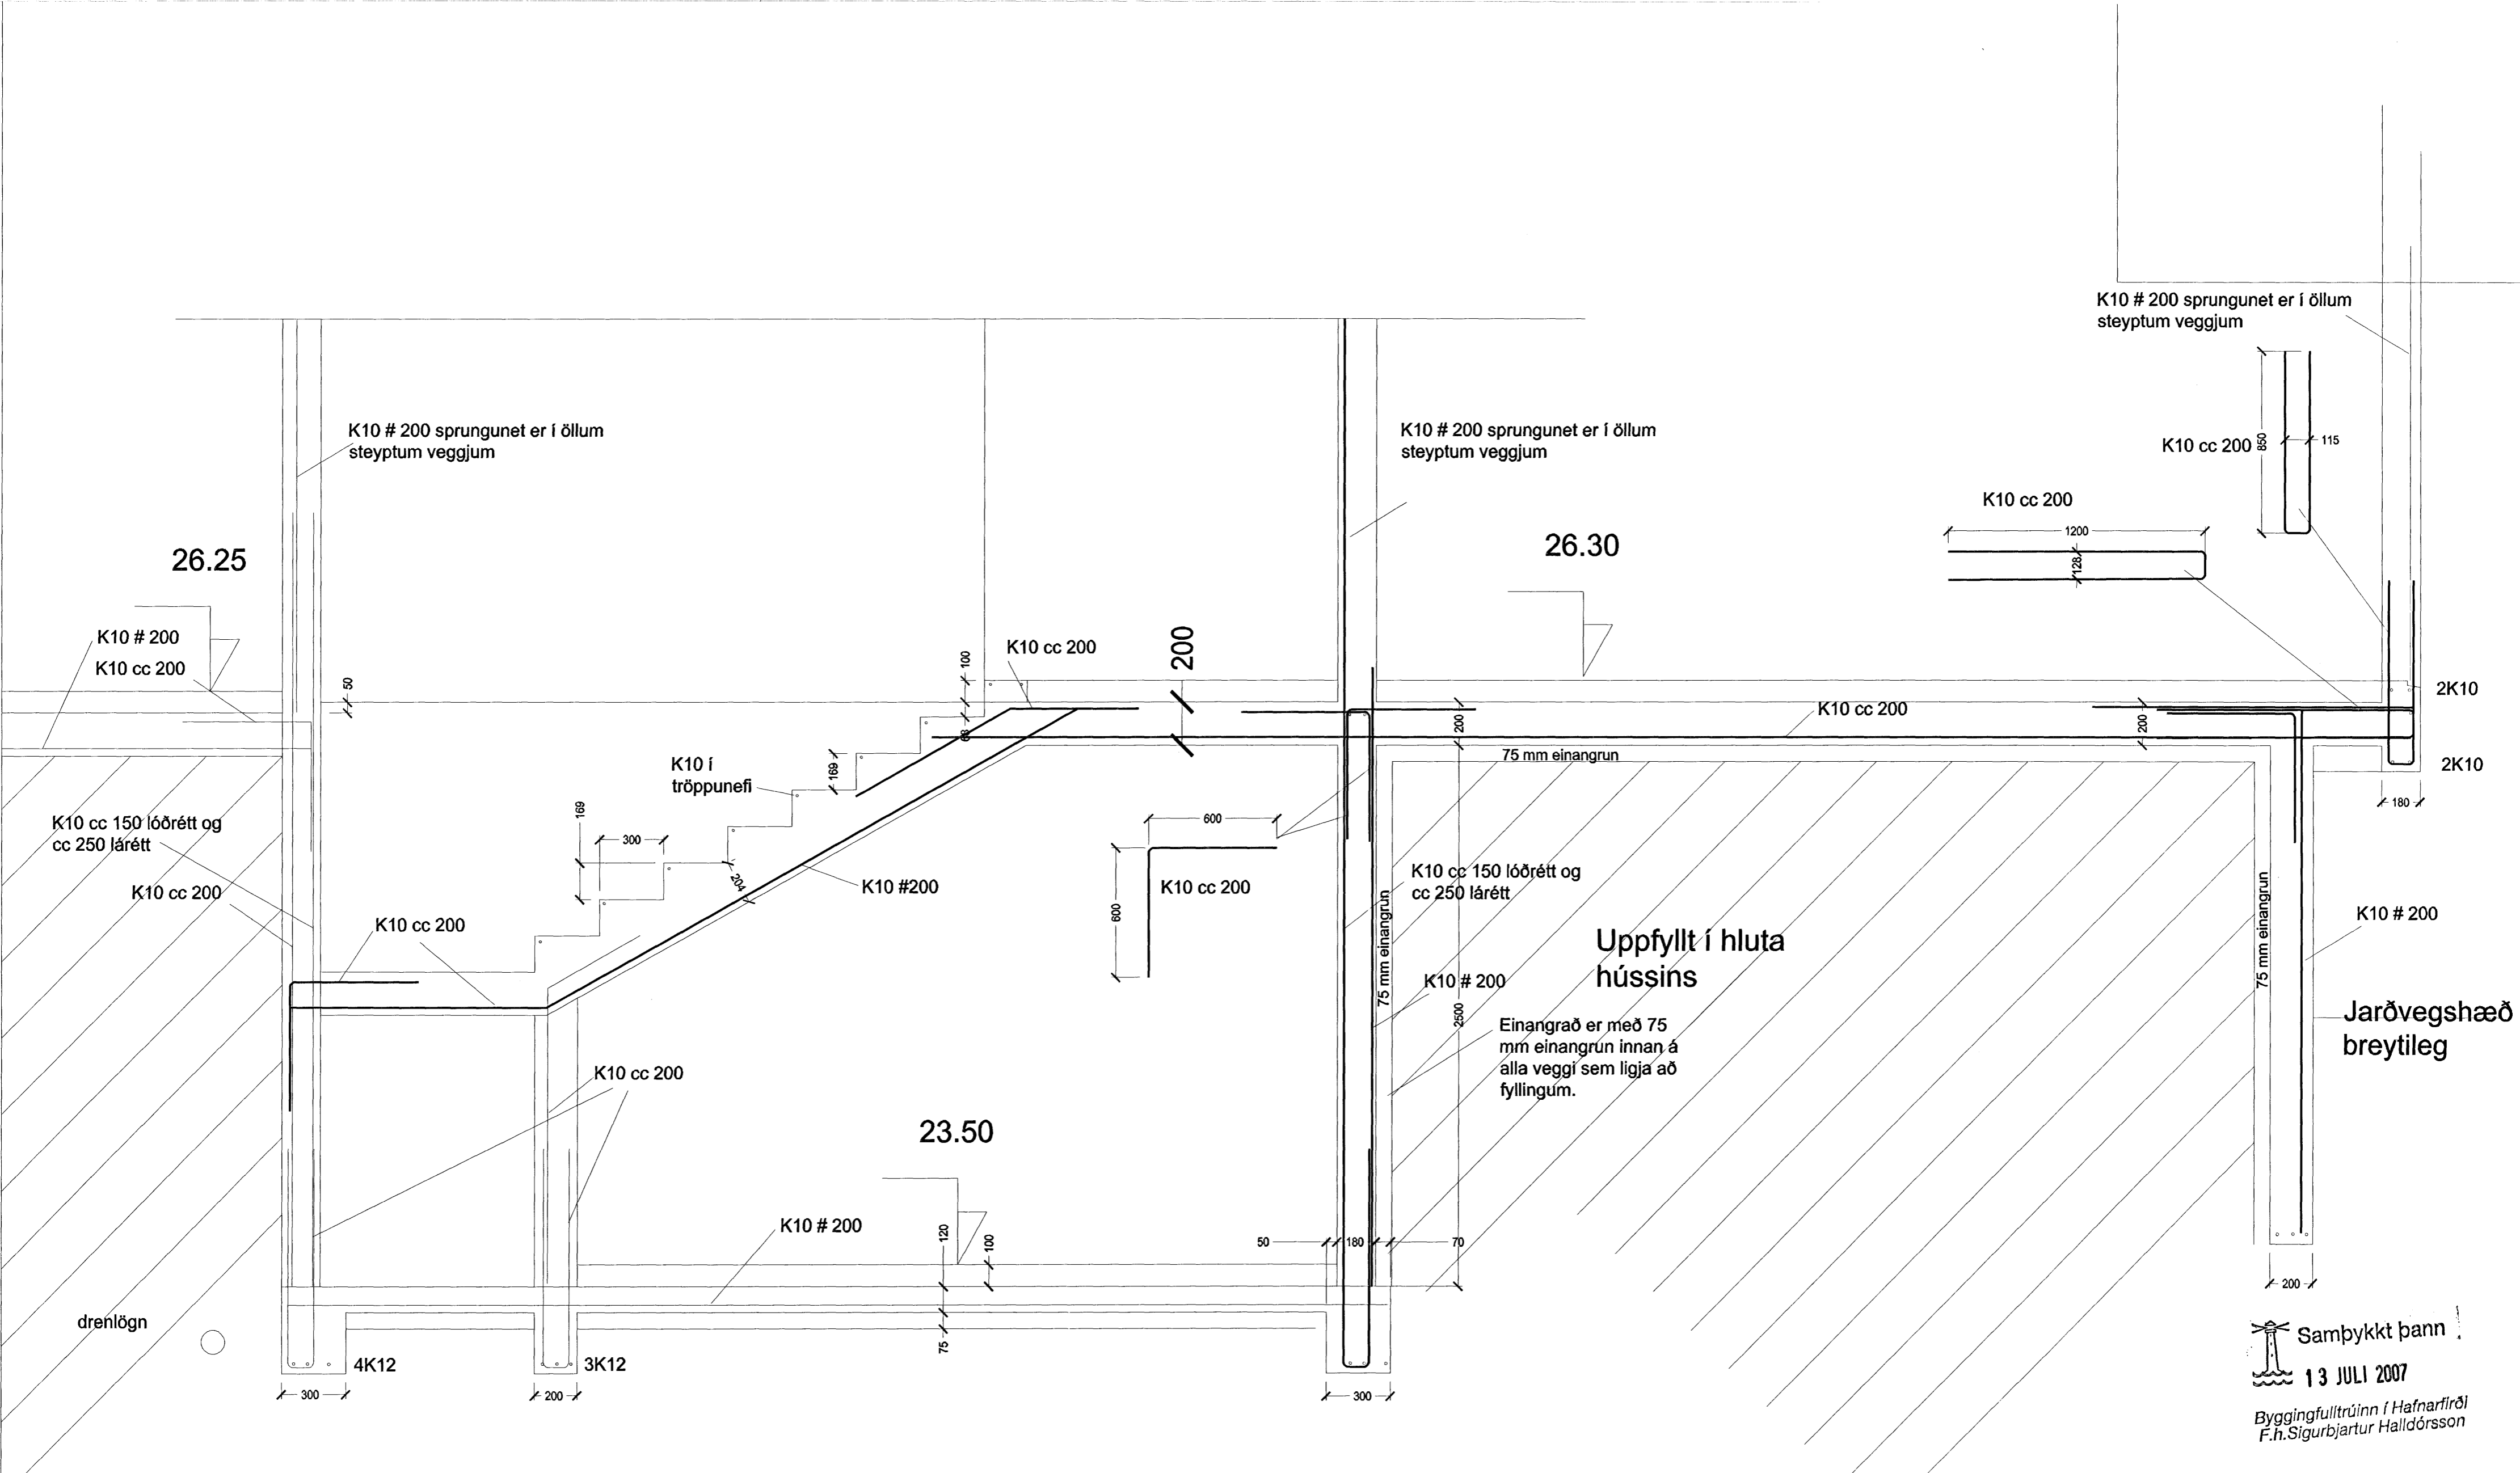 K10 # 200 sprungunet er í öllum
steyptum veggjum
850
K10 cc 200
115
K10 # 200 sprungunet er í öllum
steyptum veggjum
K10 # 200 sprungunet er í öllum
steyptum veggjum
K10 cc 200
1200
128
26.25
26.30
K10 # 200
K10 cc 200
50
100
K10 cc 200
200
2K10
K10 cc 200
200
200
68
75 mm einangrun
2K10
K10 í
tröppunefi
169
180
169
300
K10 cc 150 lóðrétt og
cc 250 lárétt
600
K10 cc 200
204
K10 #200
600
K10 cc 200
K10 cc 150 lóðrétt og
cc 250 lárétt
75 mm einangrun
K10 cc 200
Uppfyllt í hluta
hússins
K10 # 200
75 mm einangrun
K10 # 200
2500
Einangrað er með 75
mm einangrun innan á
alla veggi sem ligja að
fyllingum.
Jarðvegshæð
breytileg
K10 cc 200
23.50
K10 # 200
120
100
50
180
70
200
drenlögn
75
4K12
3K12
300
200
300
Samþykkt þann
13 JULI 2007
Byggingfulltrúinn í Hafnarfirði
F.h.Sigurbjartur Halldórsson